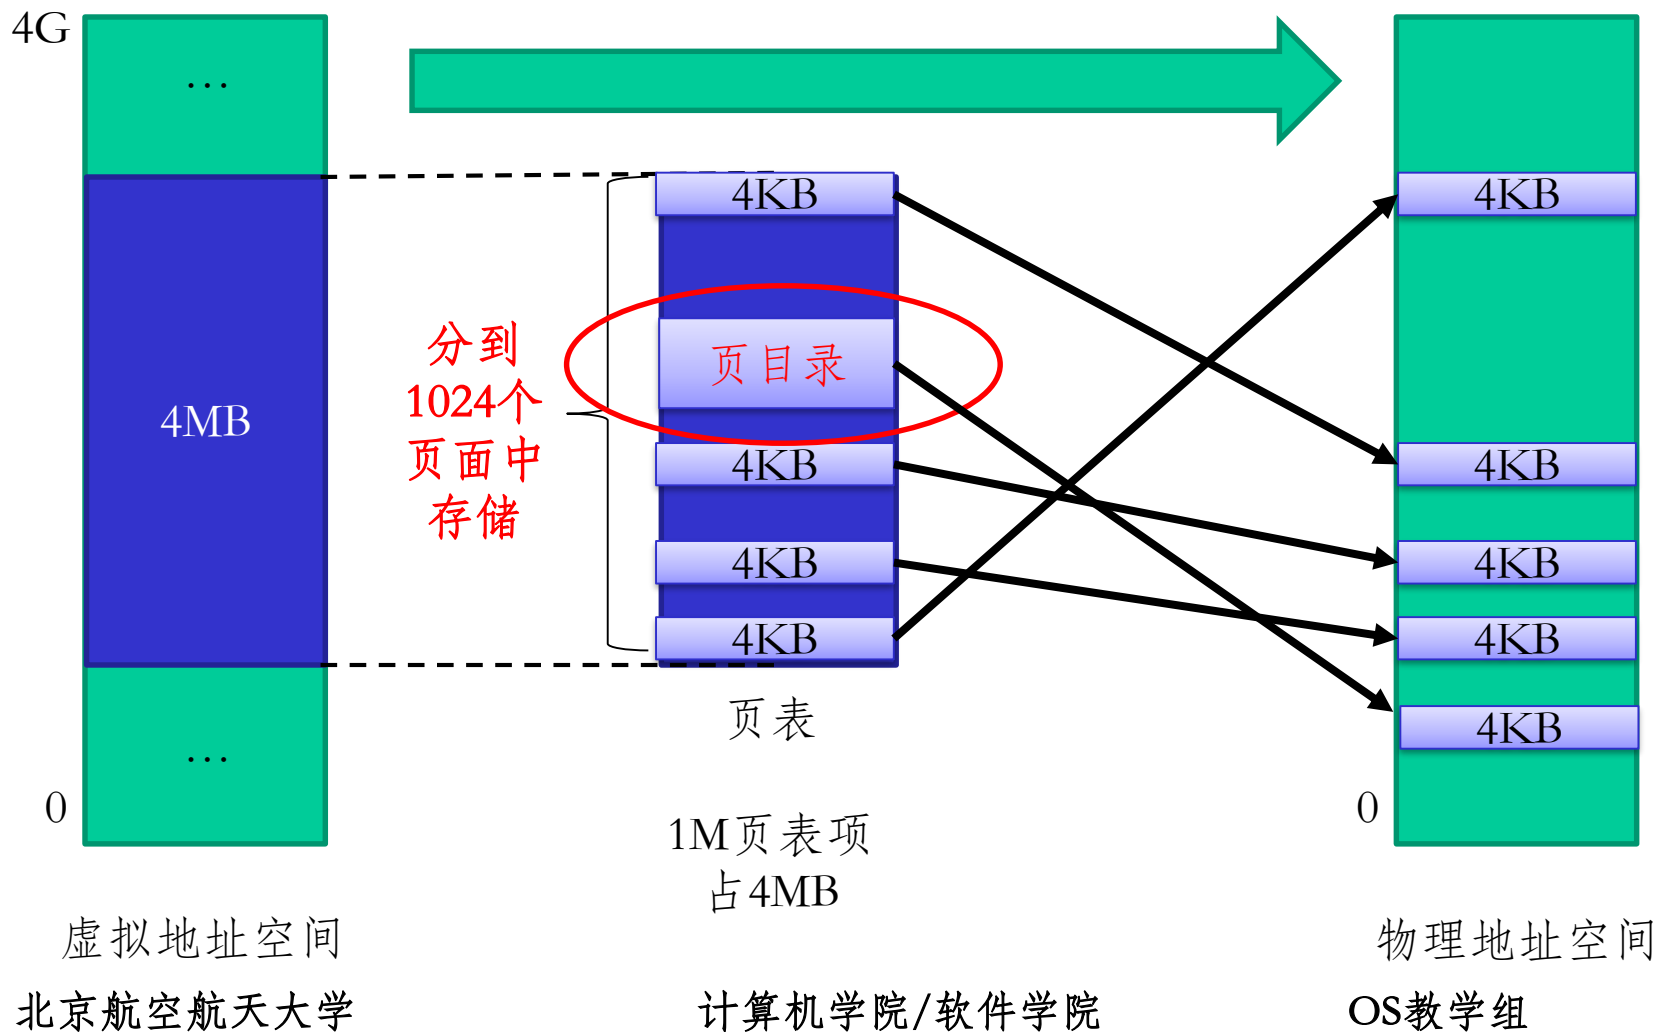 4G
…
4MB
…
0
分到
1024个
页面中
存储
4KB
页目录
4KB
4KB
4KB
页表
1M页表项
占4MB
4KB
4KB
4KB
4KB
4KB
0
虚拟地址空间
物理地址空间
北京航空航天大学
计算机学院/软件学院
OS教学组